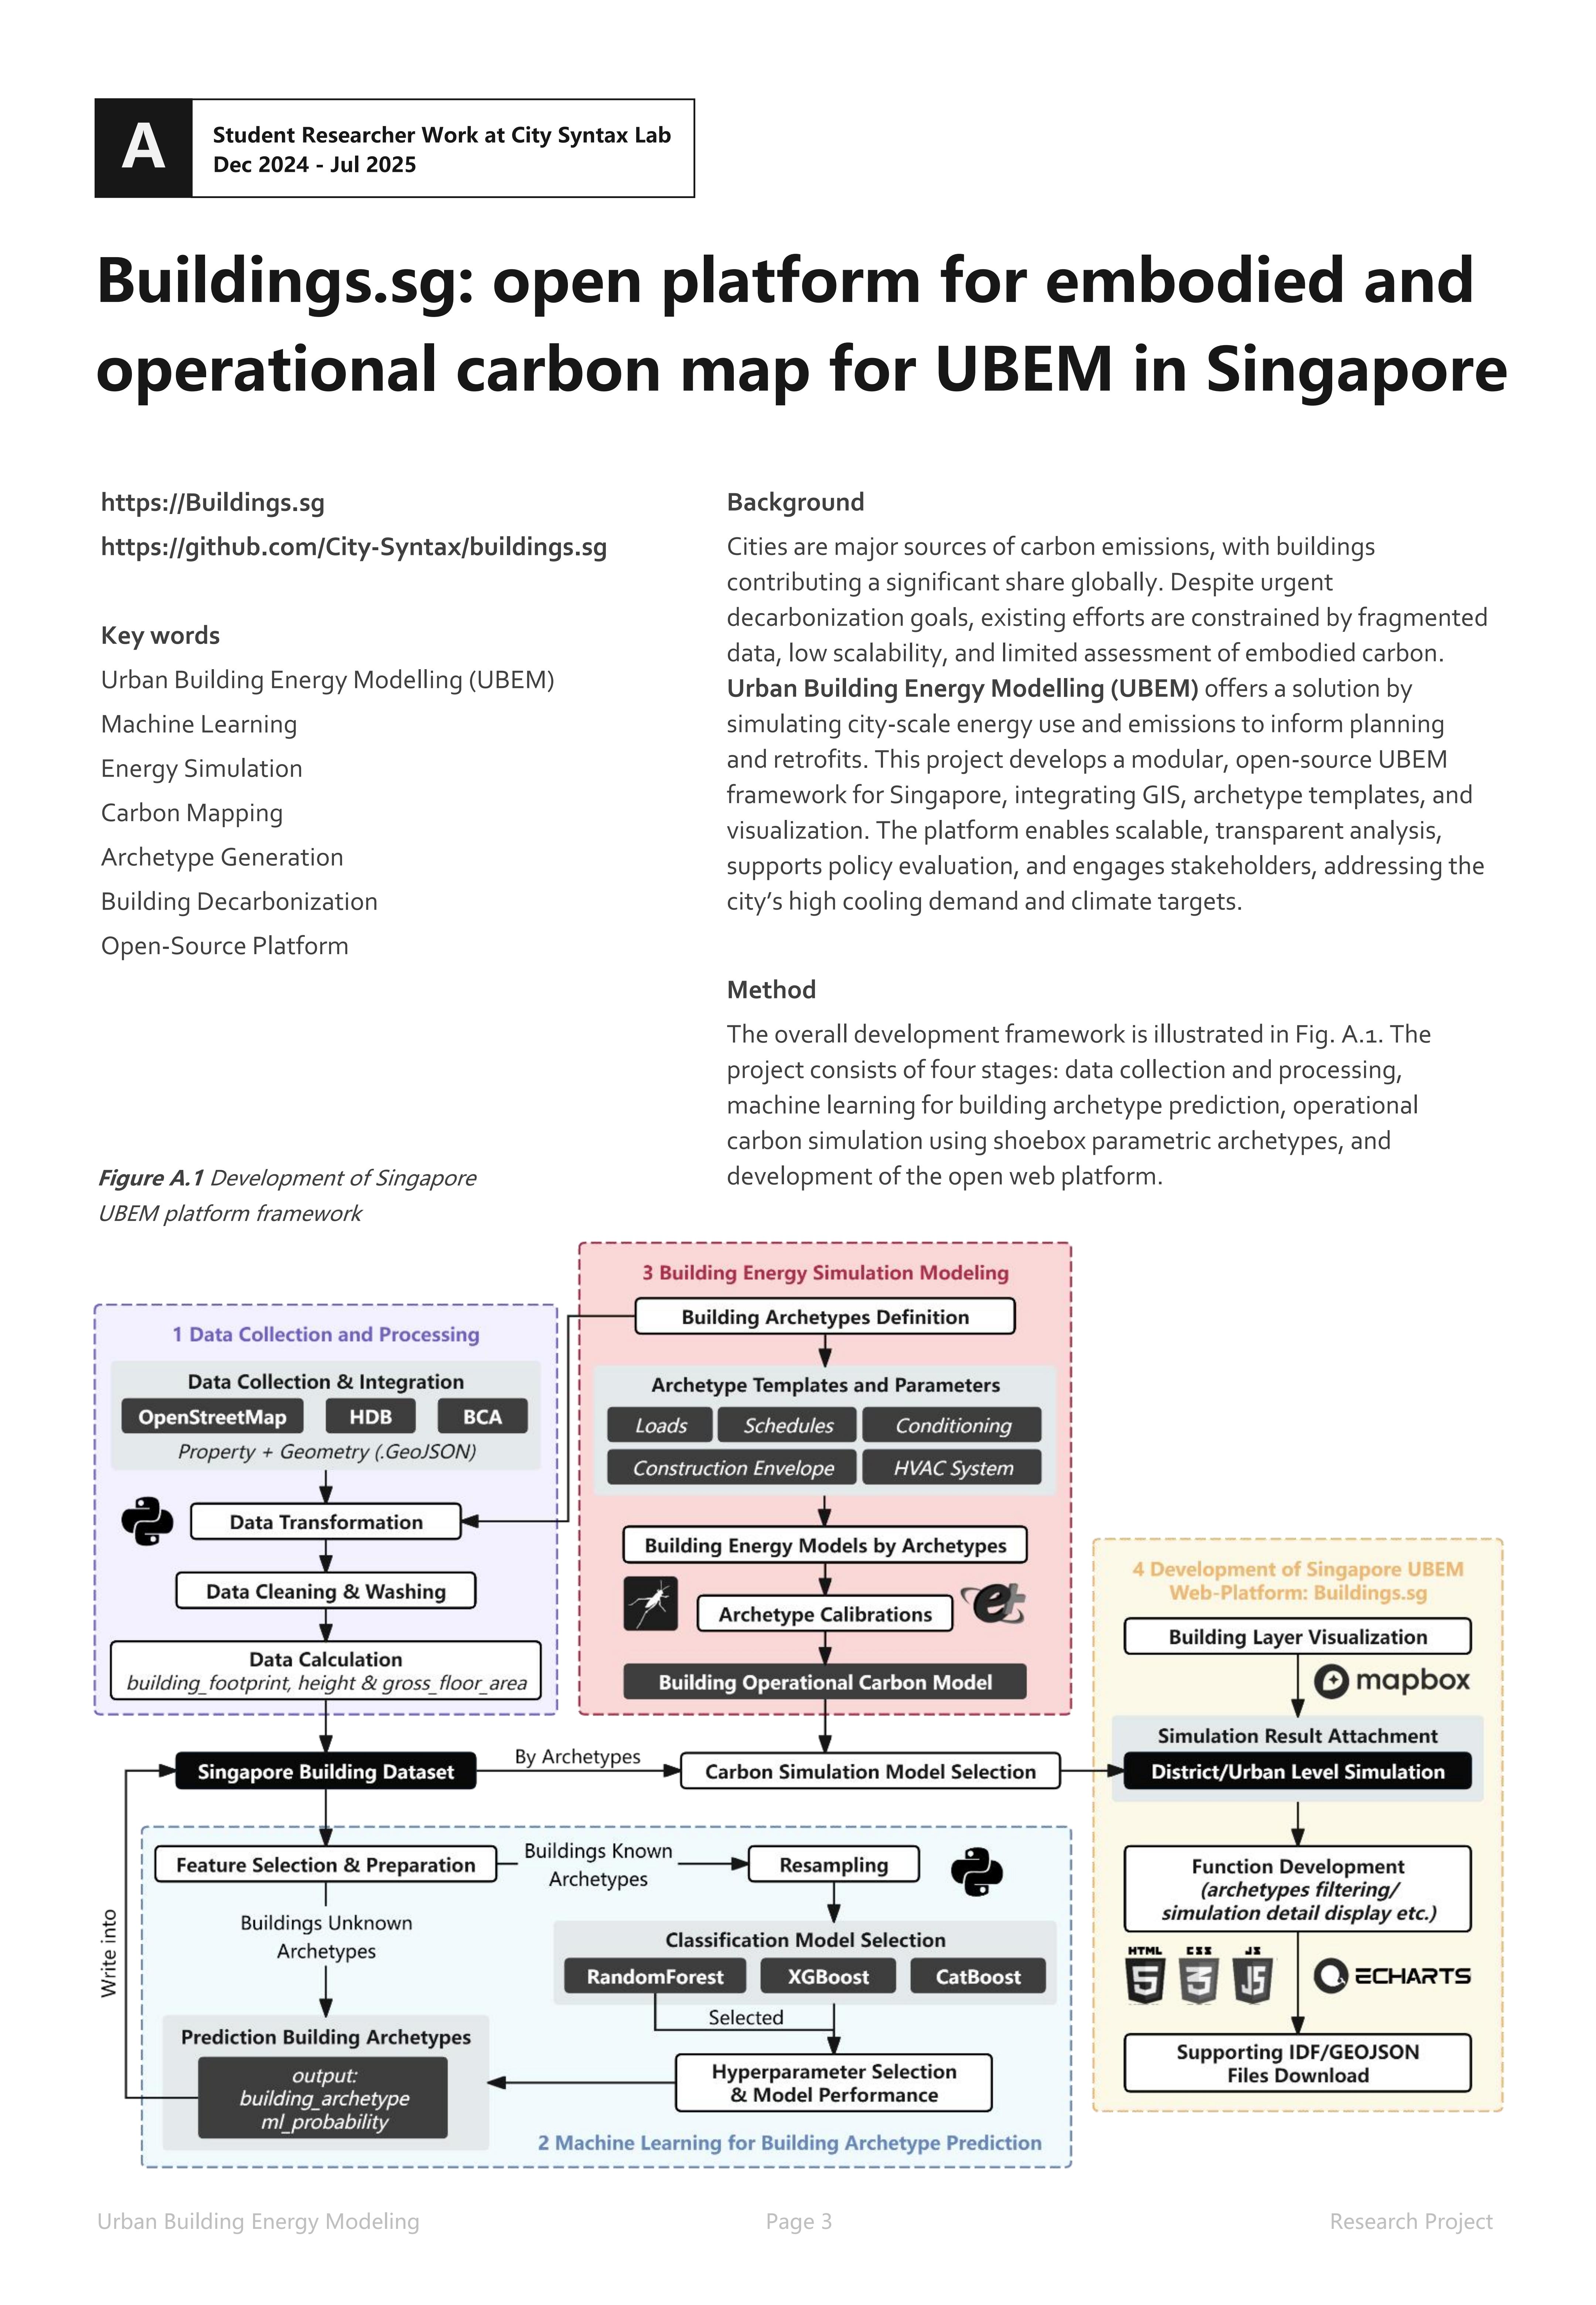 A
Student Researcher Work at City Syntax Lab
Dec 2024 - Jul 2025
Buildings.sg: open platform for embodied and
operational carbon map for UBEM in Singapore
https://Buildings.sg
https://github.com/City-Syntax/buildings.sg
Key words
Urban Building Energy Modelling (UBEM)
Machine Learning
Energy Simulation
Carbon Mapping
Archetype Generation
Building Decarbonization
Open-Source Platform
Background
Cities are major sources of carbon emissions, with buildings
contributing a significant share globally. Despite urgent
decarbonization goals, existing efforts are constrained by fragmented
data, low scalability, and limited assessment of embodied carbon.
Urban Building Energy Modelling (UBEM) offers a solution by
simulating city-scale energy use and emissions to inform planning
and retrofits. This project develops a modular, open-source UBEM
framework for Singapore, integrating GIS, archetype templates, and
visualization. The platform enables scalable, transparent analysis,
supports policy evaluation, and engages stakeholders, addressing the
city's high cooling demand and climate targets.
Method
The overall development framework is illustrated in Fig. A.1. The
project consists of four stages: data collection and processing,
machine learning for building archetype prediction, operational
carbon simulation using shoebox parametric archetypes, and
development of the open web platform.
Figure A.1 Development of Singapore
UBEM platform framework
1 Data Collection and Processing
Data Collection & Integration
OpenStreetMap HDB BCA
Property + Geometry (.GeoJSON)
Data Transformation
Data Cleaning & Washing
Data Calculation
building_footprint, height & gross_floor_area
3 Building Energy Simulation Modeling
Building Archetypes Definition
Archetype Templates and Parameters
Loads Schedules Conditioning
Construction Envelope HVAC System
Building Energy Models by Archetypes
Archetype Calibrations
et
Building Operational Carbon Model
Singapore Building Dataset
By Archetypes
Carbon Simulation Model Selection
Write into
Feature Selection & Preparation
Buildings Known
Archetypes
Resampling
Buildings Unknown
Archetypes
Classification Model Selection
RandomForest XGBoost CatBoost
Selected
Prediction Building Archetypes
output:
building_archetype
ml_probability
Hyperparameter Selection
& Model Performance
2 Machine Learning for Building Archetype Prediction
4 Development of Singapore UBEM
Web-Platform: Buildings.sg
Building Layer Visualization
mapbox
Simulation Result Attachment
District/Urban Level Simulation
Function Development
(archetypes filtering/
simulation detail display etc.)
HTML CSS JS
5 3 JS
ECHARTS
Supporting IDF/GEOJSON
Files Download
Urban Building Energy Modeling
Page 3
Research Project